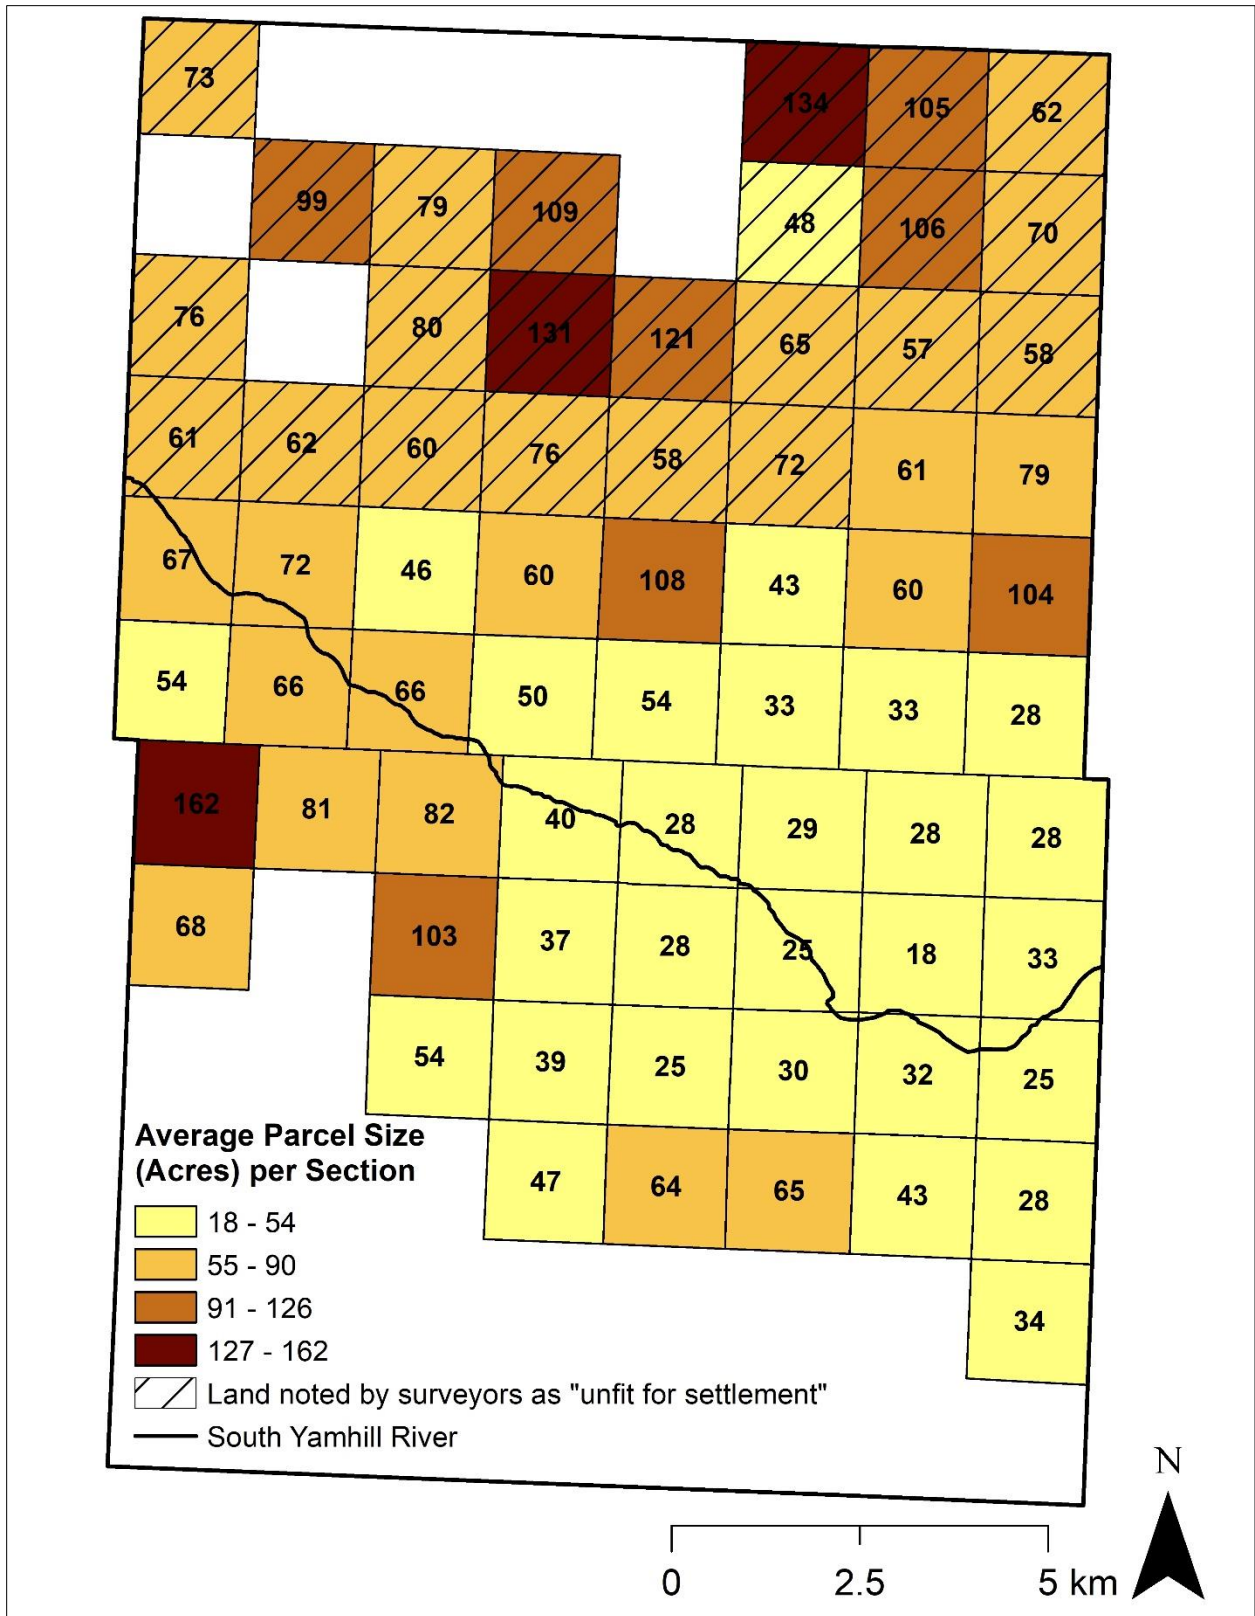 73 134 105 62
99 79 109 48 106 70
76 80 131 121 65 57 58
61 62 60 76 58 72 61 79
67 72 46 60 108 43 60 104
54 66 66 50 54 33 33 28
162 81 82 40 28 29 28 28
68 103 37 28 25 18 33
54 39 25 30 32 25
47 64 65 43 28
34
Average Parcel Size
(Acres) per Section
18 - 54
55 - 90
91 - 126
127 - 162
Land noted by surveyors as "unfit for settlement"
South Yamhill River
N
0 2.5 5 km